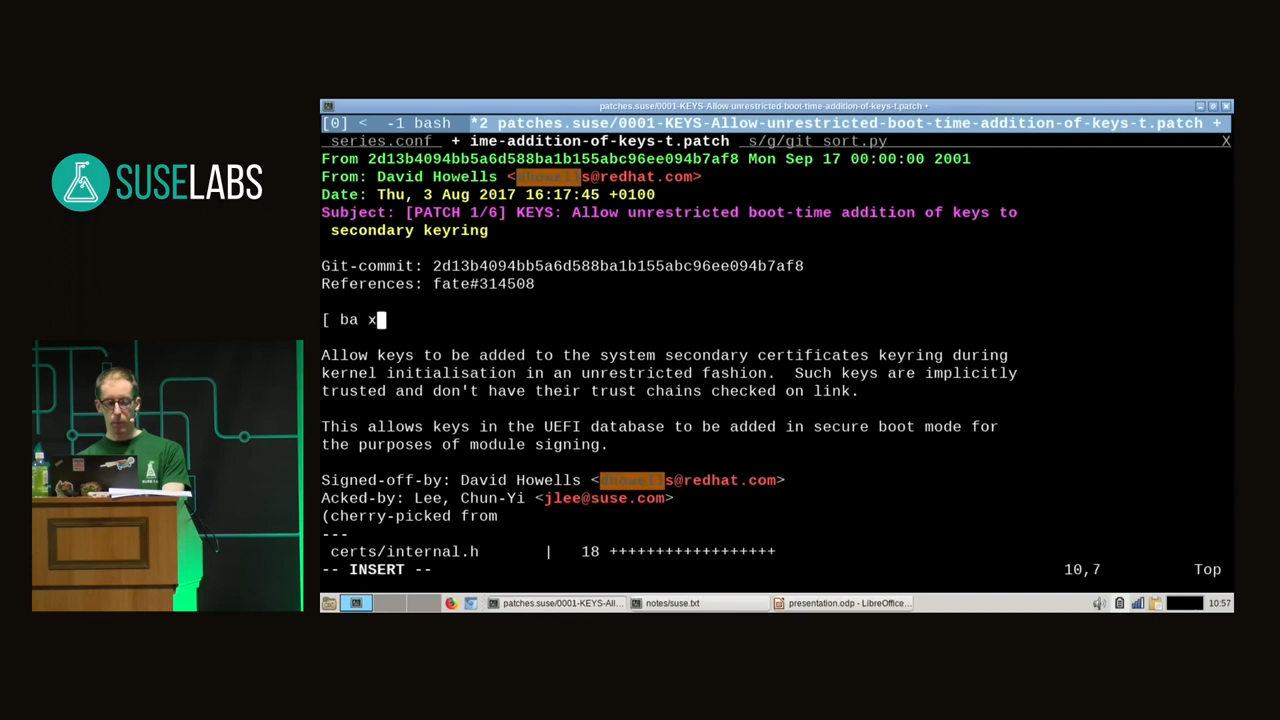 SUSELABS
patches.suse/0001-KEYS-Allow-unrestricted-boot-time-addition-of-keys-t.patch +
[0] <  -1 bash  *2 patches.suse/0001-KEYS-Allow-unrestricted-boot-time-addition-of-keys-t.patch +
series.conf  + ime-addition-of-keys-t.patch  s/g/git_sort.py  X
From 2d13b4094bb5a6d588ba1b155abc96ee094b7af8 Mon Sep 17 00:00:00 2001
From: David Howells <dhowells@redhat.com>
Date: Thu, 3 Aug 2017 16:17:45 +0100
Subject: [PATCH 1/6] KEYS: Allow unrestricted boot-time addition of keys to
secondary keyring
Git-commit: 2d13b4094bb5a6d588ba1b155abc96ee094b7af8
References: fate#314508
[ ba x
Allow keys to be added to the system secondary certificates keyring during
kernel initialisation in an unrestricted fashion.  Such keys are implicitly
trusted and don't have their trust chains checked on link.
This allows keys in the UEFI database to be added in secure boot mode for
the purposes of module signing.
Signed-off-by: David Howells <dhowells@redhat.com>
Acked-by: Lee, Chun-Yi <jlee@suse.com>
(cherry-picked from
---
certs/internal.h       |   18 ++++++++++++++++++
-- INSERT --  10,7  Top
patches.suse/0001-KEYS-All...  notes/suse.txt  presentation.odp - LibreOffice...  10:57